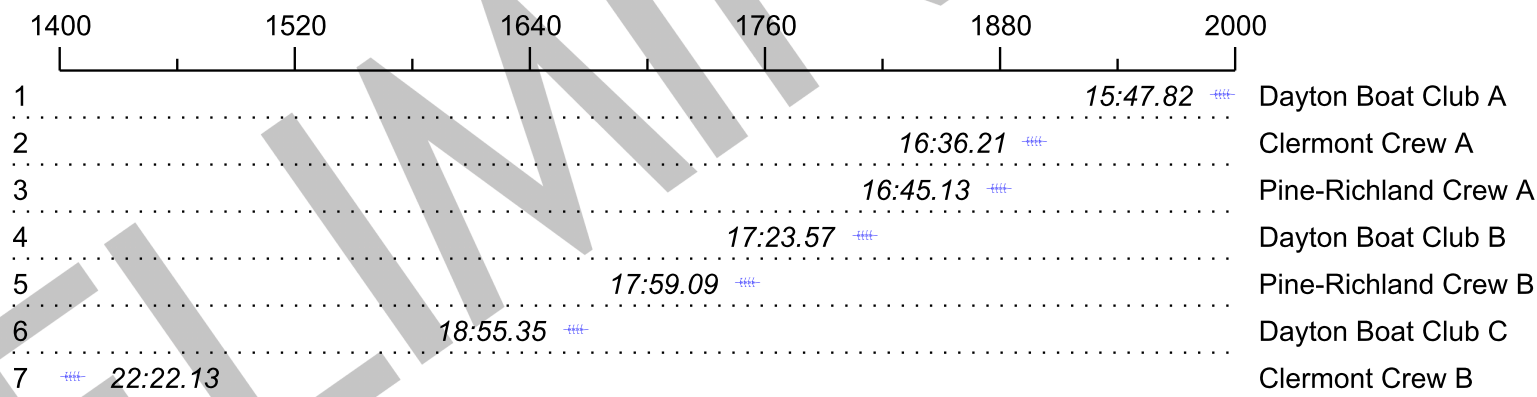 1400 1520 1640 1760 1880 2000
1 15:47.82 Dayton Boat Club A
2 16:36.21 Clermont Crew A
3 16:45.13 Pine-Richland Crew A
4 17:23.57 Dayton Boat Club B
5 17:59.09 Pine-Richland Crew B
6 18:55.35 Dayton Boat Club C
7 22:22.13 Clermont Crew B